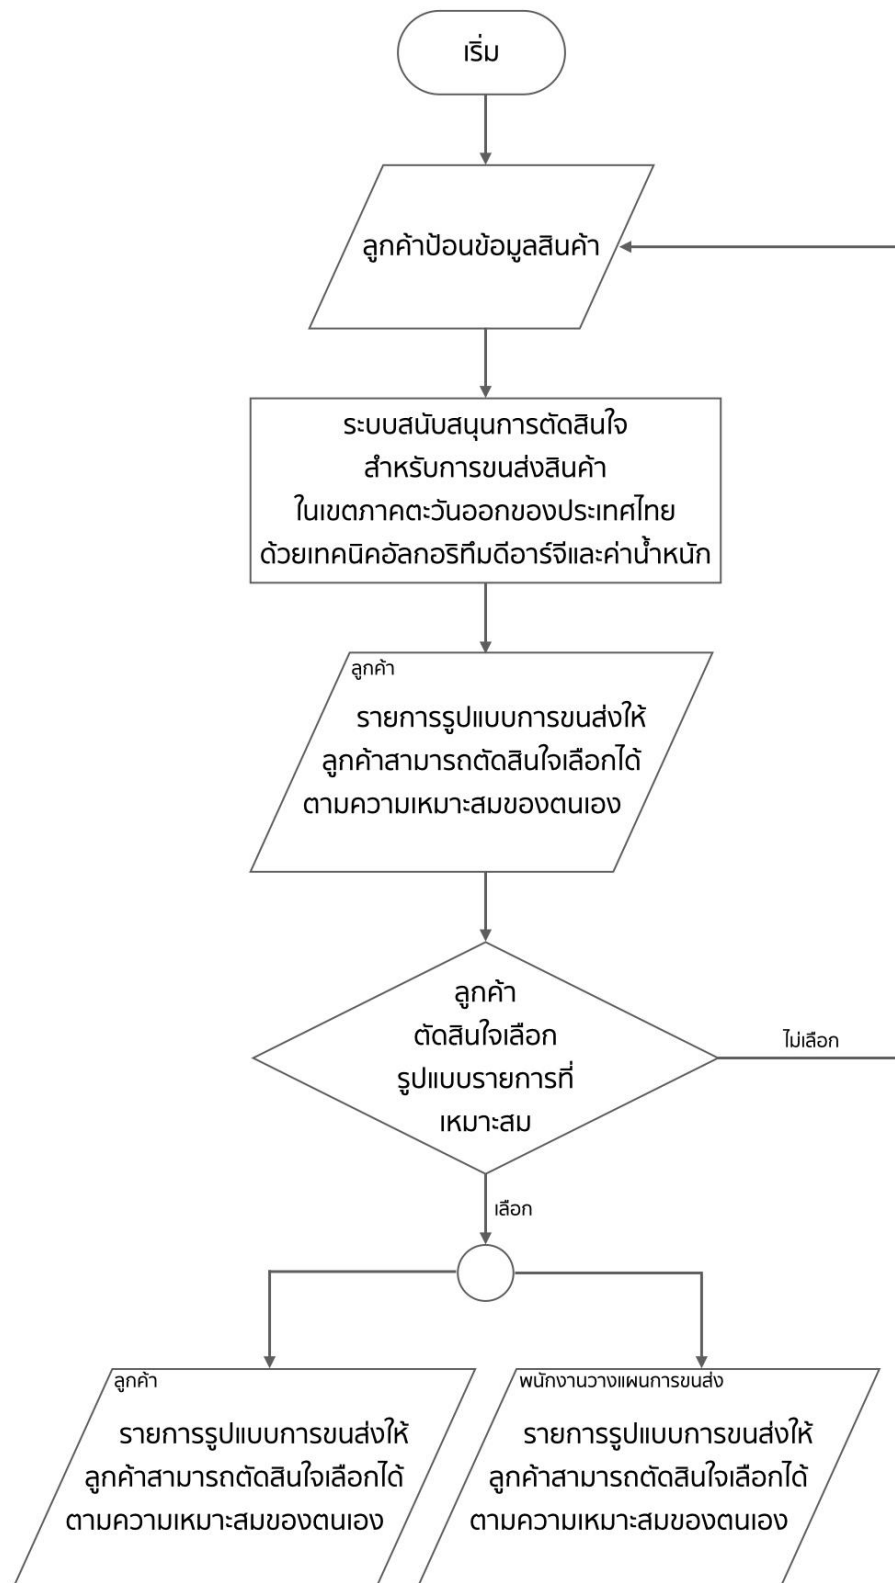 เริ่ม
ลูกค้าป้อนข้อมูลสินค้า
ระบบสนับสนุนการตัดสินใจ
สำหรับการขนส่งสินค้า
ในเขตภาคตะวันออกของประเทศไทย
ด้วยเทคนิคอัลกอริทึมดีอาร์จีและค่าน้ำหนัก
ลูกค้า
รายการรูปแบบการขนส่งให้
ลูกค้าสามารถตัดสินใจเลือกได้
ตามความเหมาะสมของตนเอง
ลูกค้า
ตัดสินใจเลือก
รูปแบบรายการที่
เหมาะสม
ไม่เลือก
เลือก
ลูกค้า
รายการรูปแบบการขนส่งให้
ลูกค้าสามารถตัดสินใจเลือกได้
ตามความเหมาะสมของตนเอง
พนักงานวางแผนการขนส่ง
รายการรูปแบบการขนส่งให้
ลูกค้าสามารถตัดสินใจเลือกได้
ตามความเหมาะสมของตนเอง